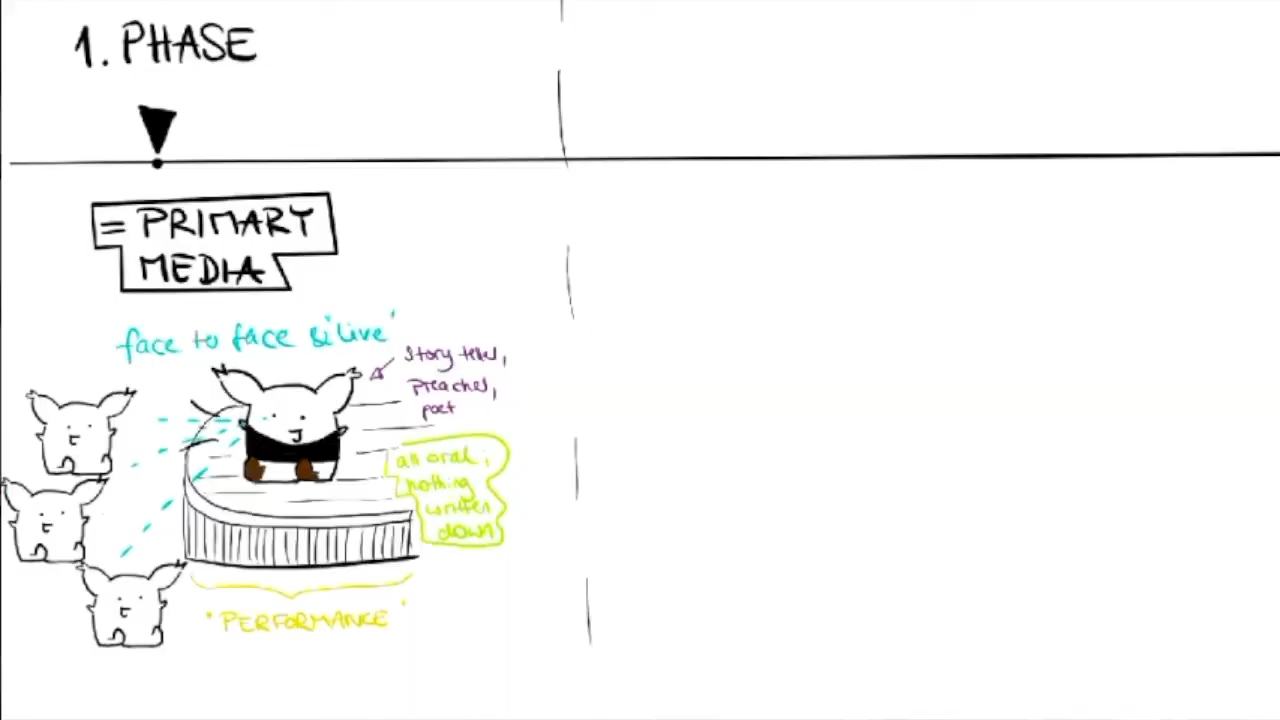 1. PHASE
= PRIMARY
MEDIA
face to face & 'live'
story teller,
preacher,
poet
all oral;
nothing
written
down
"PERFORMANCE"